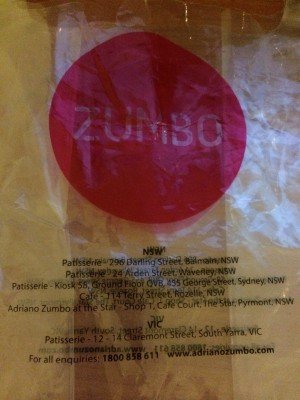 ZUMBO
NSW
Patisserie - 296 Darling Street, Balmain, NSW
Patisserie - 24 Arden Street, Waverley, NSW
Patisserie - Kiosk 58, Ground Floor QVB, 455 George Street, Sydney, NSW
Cafe - 114 Terry Street, Rozelle, NSW
Adriano Zumbo at the Star - Shop 1, Cafe Court, The Star, Pyrmont, NSW
VIC
Patisserie - 12 - 14 Claremont Street, South Yarra, VIC
For all enquiries: 1800 858 611 www.adrianozumbo.com